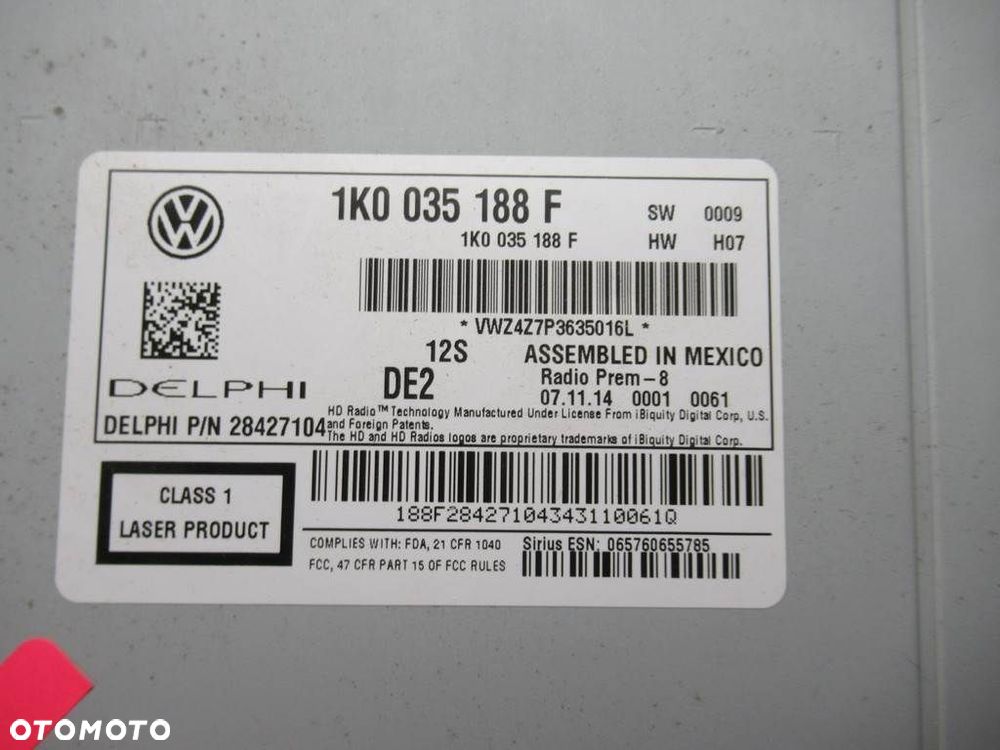 1K0 035 188 F
SW 0009
1K0 035 188 F
HW H07
* VWZ4Z7P3635016L *
12S
ASSEMBLED IN MEXICO
DE2
Radio Prem-8
07.11.14 0001 0061
DELPHI
HD Radio™ Technology Manufactured Under License From iBiquity Digital Corp, U.S.
and Foreign Patents.
The HD and HD Radios logos are proprietary trademarks of iBiquity Digital Corp.
DELPHI P/N 28427104
CLASS 1
LASER PRODUCT
188F28427104343110061Q
COMPLIES WITH: FDA, 21 CFR 1040
FCC, 47 CFR PART 15 OF FCC RULES
Sirius ESN: 065760655785
OTOMOTO